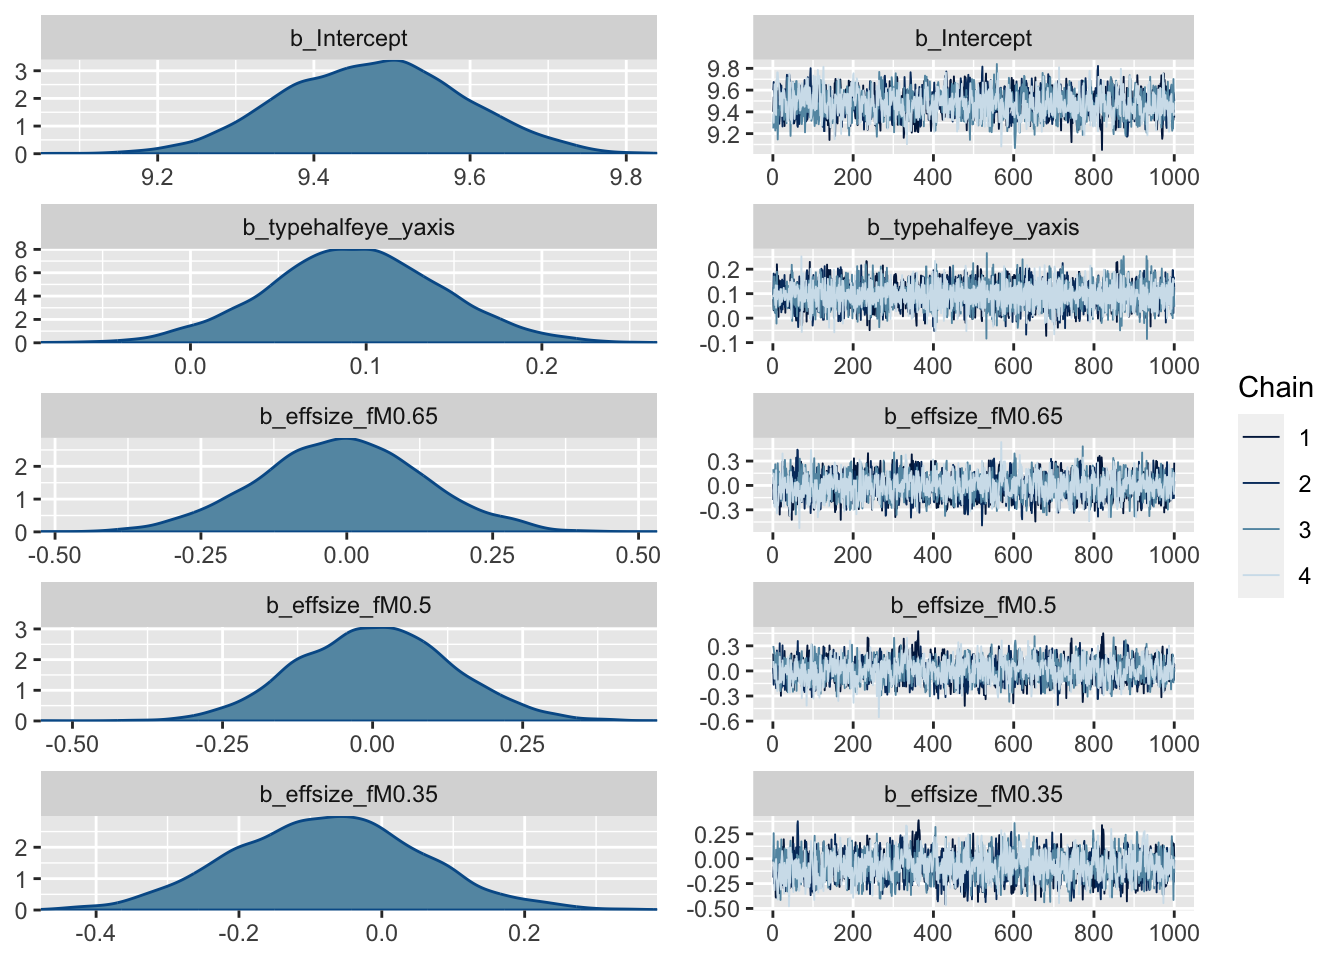 b_Intercept
3
2
1
0
9.2 9.4 9.6 9.8
b_Intercept
9.8
9.6
9.4
9.2
0 200 400 600 800 1000
b_typehalfeye_yaxis
8
6
4
2
0
0.0 0.1 0.2
b_typehalfeye_yaxis
0.2
0.1
0.0
-0.1
0 200 400 600 800 1000
b_effsize_fM0.65
2
1
0
-0.50 -0.25 0.00 0.25 0.50
b_effsize_fM0.65
0.3
0.0
-0.3
0 200 400 600 800 1000
b_effsize_fM0.5
3
2
1
0
-0.50 -0.25 0.00 0.25
b_effsize_fM0.5
0.3
0.0
-0.3
-0.6
0 200 400 600 800 1000
b_effsize_fM0.35
2
1
0
-0.4 -0.2 0.0 0.2
b_effsize_fM0.35
0.25
0.00
-0.25
-0.50
0 200 400 600 800 1000
Chain
1
2
3
4